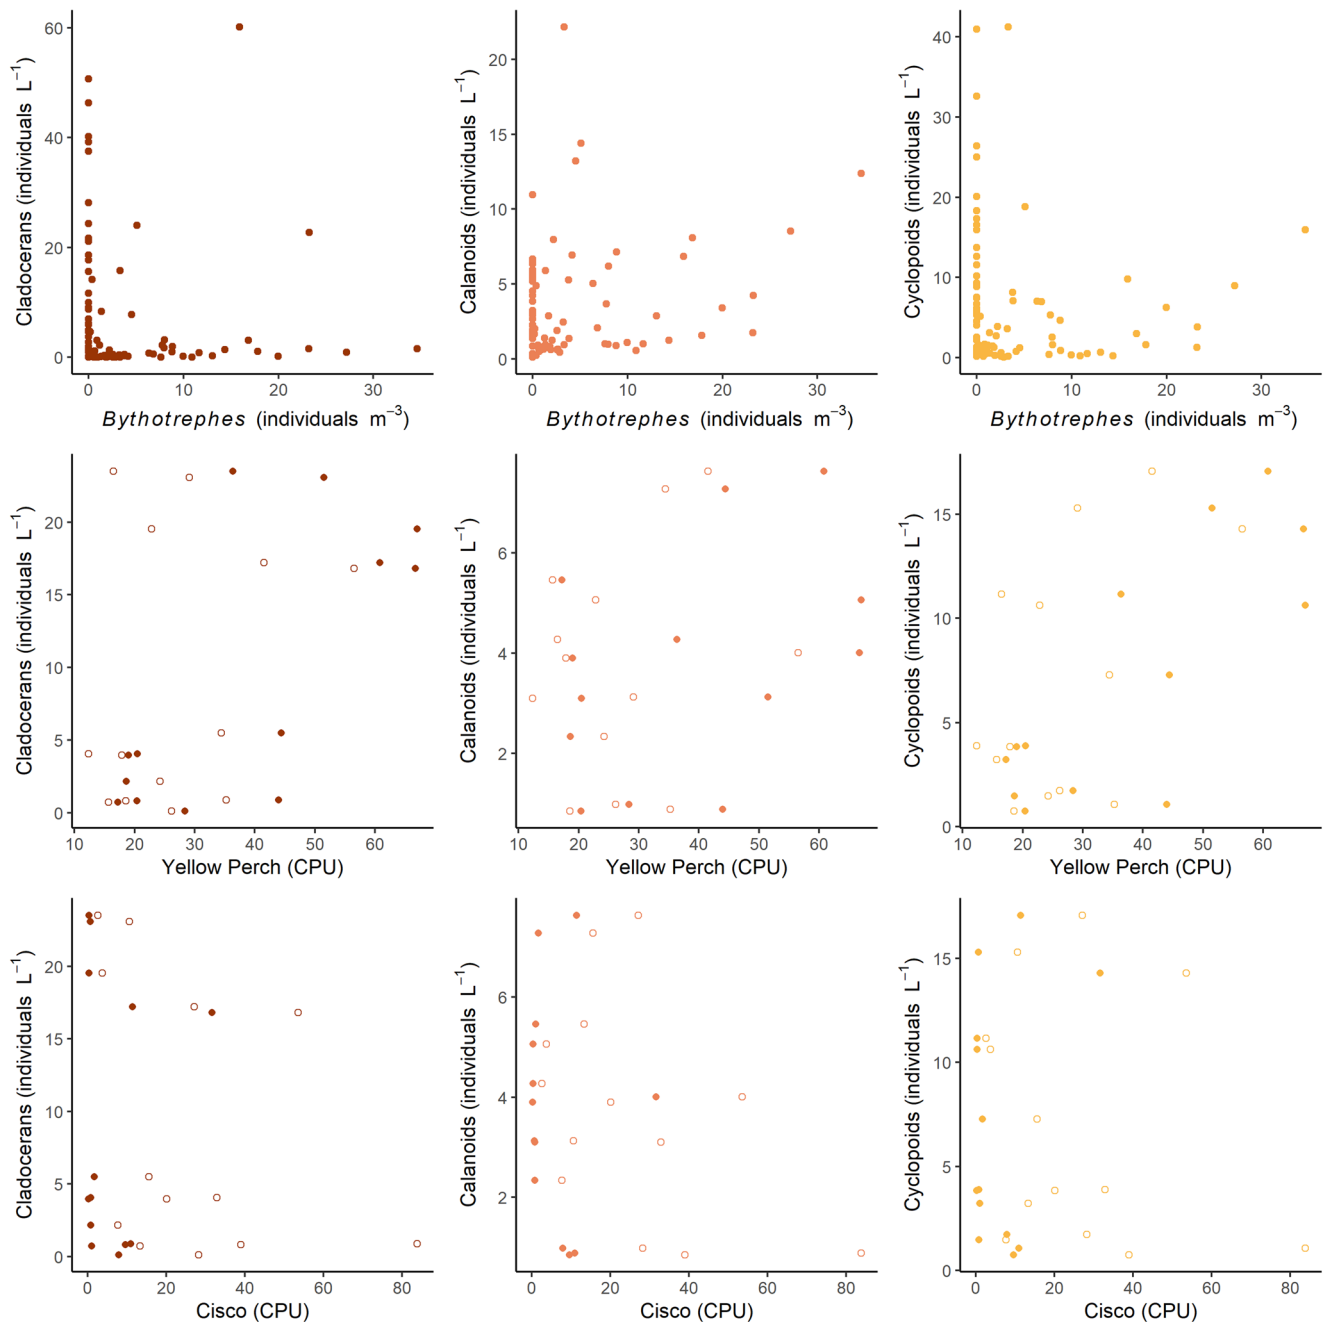 Cladocerans (individuals L⁻¹)
60
40
20
0
0 10 20 30
Bythotrephes (individuals m⁻³)
Calanoids (individuals L⁻¹)
20
15
10
5
0
0 10 20 30
Bythotrephes (individuals m⁻³)
Cyclopoids (individuals L⁻¹)
40
30
20
10
0
0 10 20 30
Bythotrephes (individuals m⁻³)
Cladocerans (individuals L⁻¹)
20
15
10
5
0
10 20 30 40 50 60
Yellow Perch (CPU)
Calanoids (individuals L⁻¹)
6
4
2
10 20 30 40 50 60
Yellow Perch (CPU)
Cyclopoids (individuals L⁻¹)
15
10
5
0
10 20 30 40 50 60
Yellow Perch (CPU)
Cladocerans (individuals L⁻¹)
20
15
10
5
0
0 20 40 60 80
Cisco (CPU)
Calanoids (individuals L⁻¹)
6
4
2
0 20 40 60 80
Cisco (CPU)
Cyclopoids (individuals L⁻¹)
15
10
5
0
0 20 40 60 80
Cisco (CPU)